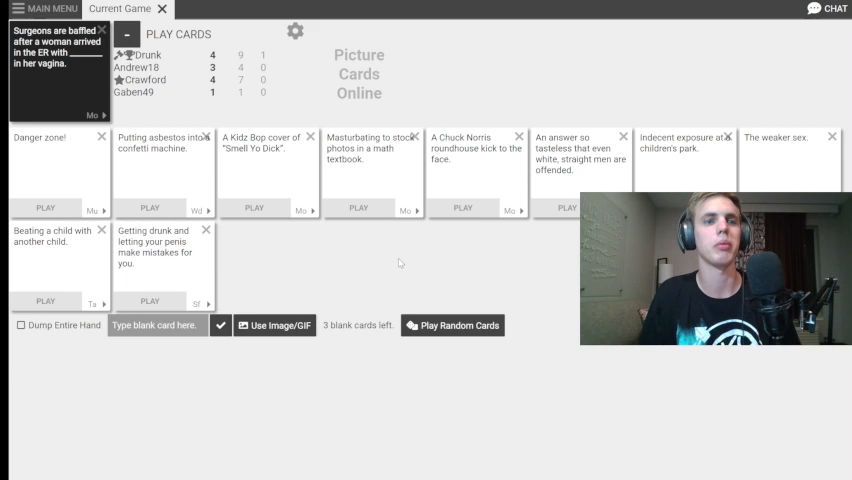 MAIN MENU
Current Game
CHAT
Surgeons are baffled
after a woman arrived
in the ER with ________
in her vagina.
Mo
-
PLAY CARDS
Drunk 4 9 1
Andrew18 3 4 0
Crawford 4 7 0
Gaben49 1 1 0
Picture
Cards
Online
Danger zone!
PLAY
Mu
Putting asbestos into a
confetti machine.
PLAY
Wd
A Kidz Bop cover of
"Smell Yo Dick".
PLAY
Mo
Masturbating to stock
photos in a math
textbook.
PLAY
Mo
A Chuck Norris
roundhouse kick to the
face.
PLAY
Mo
An answer so
tasteless that even
white, straight men are
offended.
PLAY
Indecent exposure at a
children's park.
The weaker sex.
Beating a child with
another child.
PLAY
Ta
Getting drunk and
letting your penis
make mistakes for
you.
PLAY
Sf
Dump Entire Hand
Type blank card here.
Use Image/GIF
3 blank cards left.
Play Random Cards